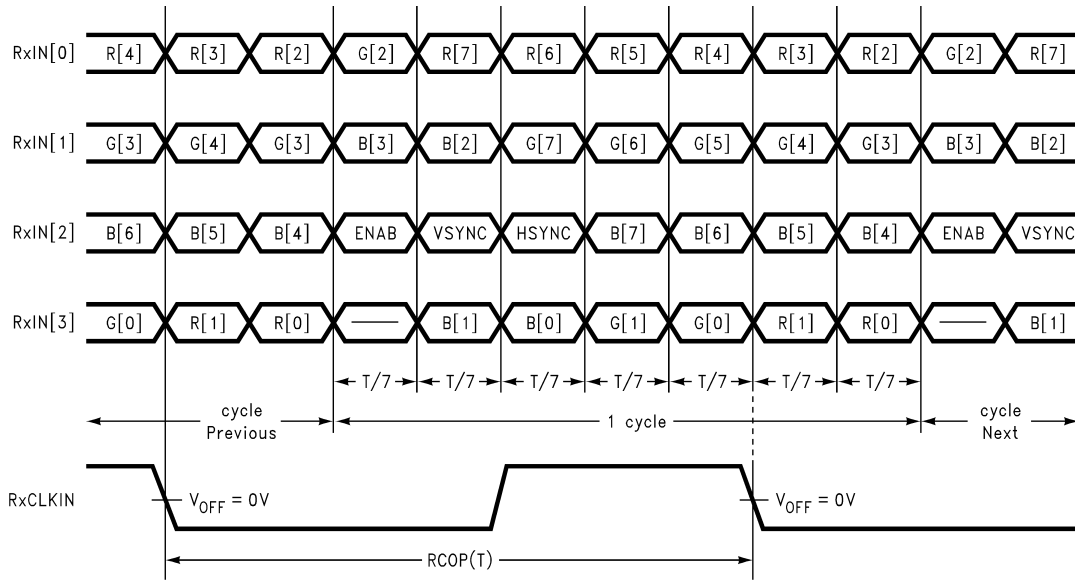 RxIN[0] R[4] R[3] R[2] G[2] R[7] R[6] R[5] R[4] R[3] R[2] G[2] R[7]
RxIN[1] G[3] G[4] G[3] B[3] B[2] G[7] G[6] G[5] G[4] G[3] B[3] B[2]
RxIN[2] B[6] B[5] B[4] ENAB VSYNC HSYNC B[7] B[6] B[5] B[4] ENAB VSYNC
RxIN[3] G[0] R[1] R[0] — B[1] B[0] G[1] G[0] R[1] R[0] — B[1]
T/7 T/7 T/7 T/7 T/7 T/7 T/7
cycle
Previous
1 cycle
cycle
Next
RxCLKIN
VOFF = 0V
VOFF = 0V
RCOP(T)